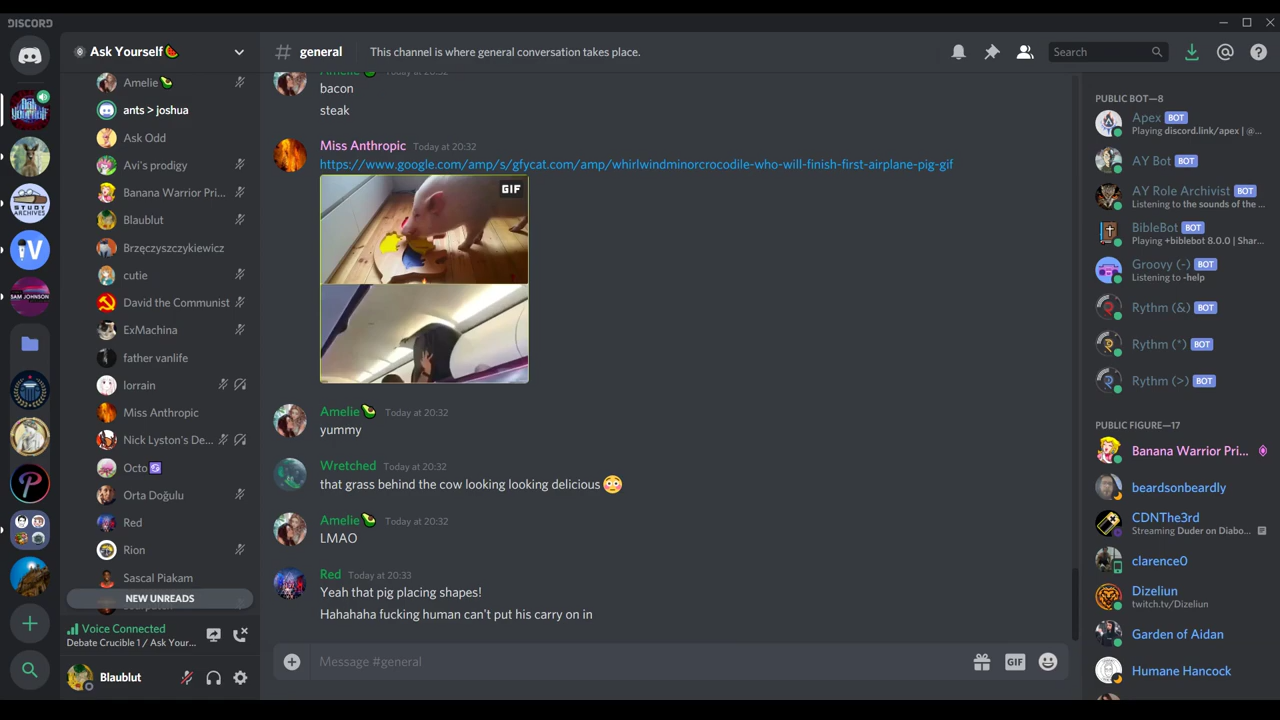 DISCORD
Ask Yourself
# general
This channel is where general conversation takes place.
Search
Amelie
ants > joshua
Ask Odd
Avi's prodigy
Banana Warrior Pri...
Blaublut
Brzęczyszczykiewicz
cutie
David the Communist
ExMachina
father vanlife
lorrain
Miss Anthropic
Nick Lyston's De...
Octo
Orta Doğulu
Red
Rion
Sascal Piakam
NEW UNREADS
Voice Connected
Debate Crucible 1 / Ask Your...
Blaublut
SAM JOHNSON
Amelie Today at 20:32
bacon
steak
Miss Anthropic Today at 20:32
https://www.google.com/amp/s/gfycat.com/amp/whirlwindminorcrocodile-who-will-finish-first-airplane-pig-gif
GIF
Amelie Today at 20:32
yummy
Wretched Today at 20:32
that grass behind the cow looking looking delicious
Amelie Today at 20:32
LMAO
Red Today at 20:33
Yeah that pig placing shapes!
Hahahaha fucking human can't put his carry on in
Message #general
GIF
PUBLIC BOT—8
Apex BOT
Playing discord.link/apex | @...
AY Bot BOT
AY Role Archivist BOT
Listening to the sounds of the ...
BibleBot BOT
Playing +biblebot 8.0.0 | Shar...
Groovy (-) BOT
Listening to -help
Rythm (&) BOT
Rythm (*) BOT
Rythm (>) BOT
PUBLIC FIGURE—17
Banana Warrior Pri...
beardsonbeardly
CDNThe3rd
Streaming Duder on Diabo...
clarence0
Dizeliun
twitch.tv/Dizeliun
Garden of Aidan
Humane Hancock